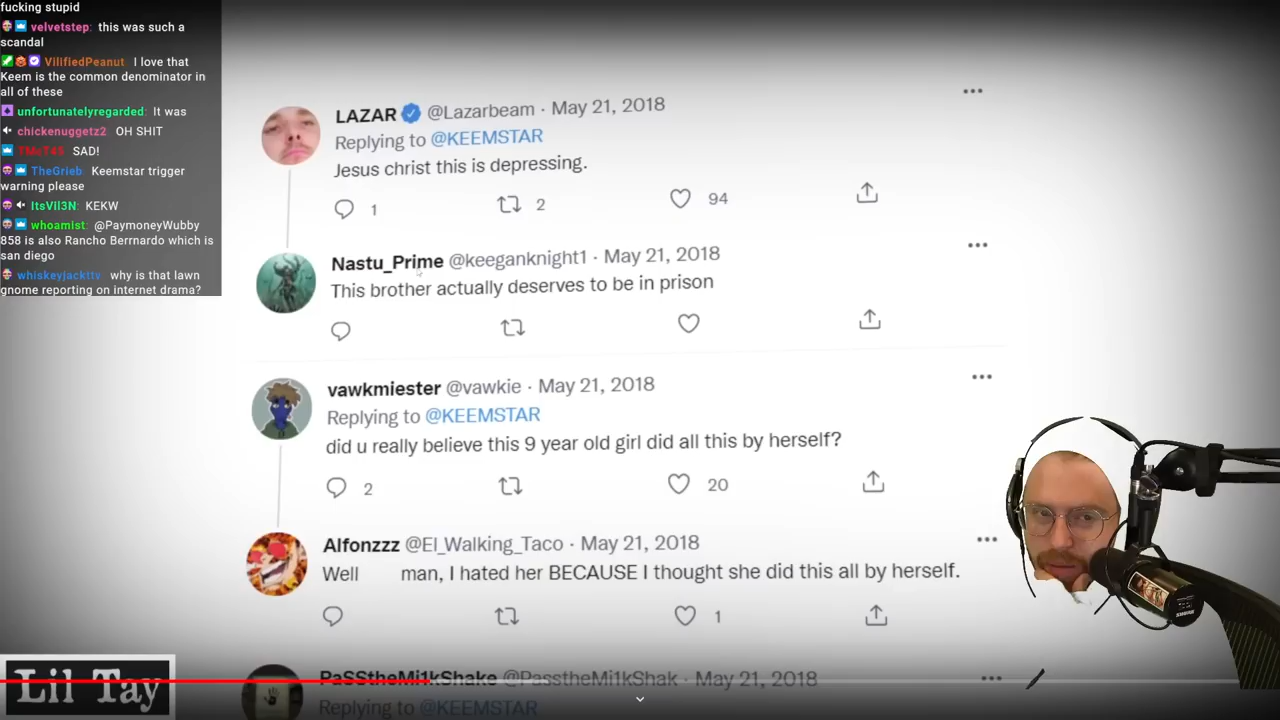 fucking stupid
velvetstep: this was such a
scandal
VilifiedPeanut I love that
Keem is the common denominator in
all of these
unfortunatelyregarded: It was
chickenuggetz2 OH SHIT
TMcT45 SAD!
TheGrieb: Keemstar trigger
warning please
ItsVIl3N: KEKW
whoamist: @PaymoneyWubby
858 is also Rancho Berrnardo which is
san diego
whiskeyjackttv why is that lawn
gnome reporting on internet drama?
LAZAR @Lazarbeam · May 21, 2018
Replying to @KEEMSTAR
Jesus christ this is depressing.
1 2 94
Nastu_Prime @keeganknight1 · May 21, 2018
This brother actually deserves to be in prison
vawkmiester @vawkie · May 21, 2018
Replying to @KEEMSTAR
did u really believe this 9 year old girl did all this by herself?
2 20
Alfonzzz @El_Walking_Taco · May 21, 2018
Well man, I hated her BECAUSE I thought she did this all by herself.
1
PaSStheMi1kShake @PasstheMi1kShak · May 21, 2018
Replying to @KEEMSTAR
Lil Tay
SHURE